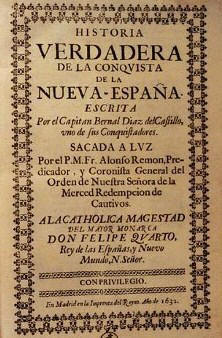 HISTORIA
VERDADERA
DE LA CONQVISTA
DE LA
NUEVA-ESPAÑA.
ESCRITA
Por el Capitan Bernal Diaz del Castillo,
vno de sus Conquistadores.
SACADA A LVZ
Por el P.M.Fr. Alonso Remon, Pre-
dicador, y Coronista General del
Orden de Nuestra Señora de la
Merced Redempcion de
Cautivos.
A LA CATHOLICA MAGESTAD
DEL MAYOR MONARCA
DON FELIPE QVARTO,
Rey de las Españas, y Nuevo
Mundo, N. Señor.
CON PRIVILEGIO.
En Madrid en la Imprenta del Reyno. Año de 1632.